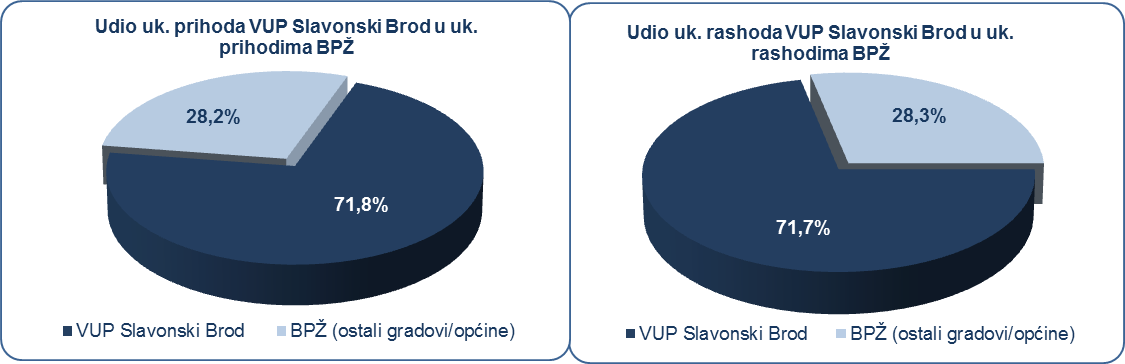 Udio uk. prihoda VUP Slavonski Brod u uk.
prihodima BPŽ
28,2%
71,8%
VUP Slavonski Brod
BPŽ (ostali gradovi/općine)
Udio uk. rashoda VUP Slavonski Brod u uk.
rashodima BPŽ
28,3%
71,7%
VUP Slavonski Brod
BPŽ (ostali gradovi/općine)